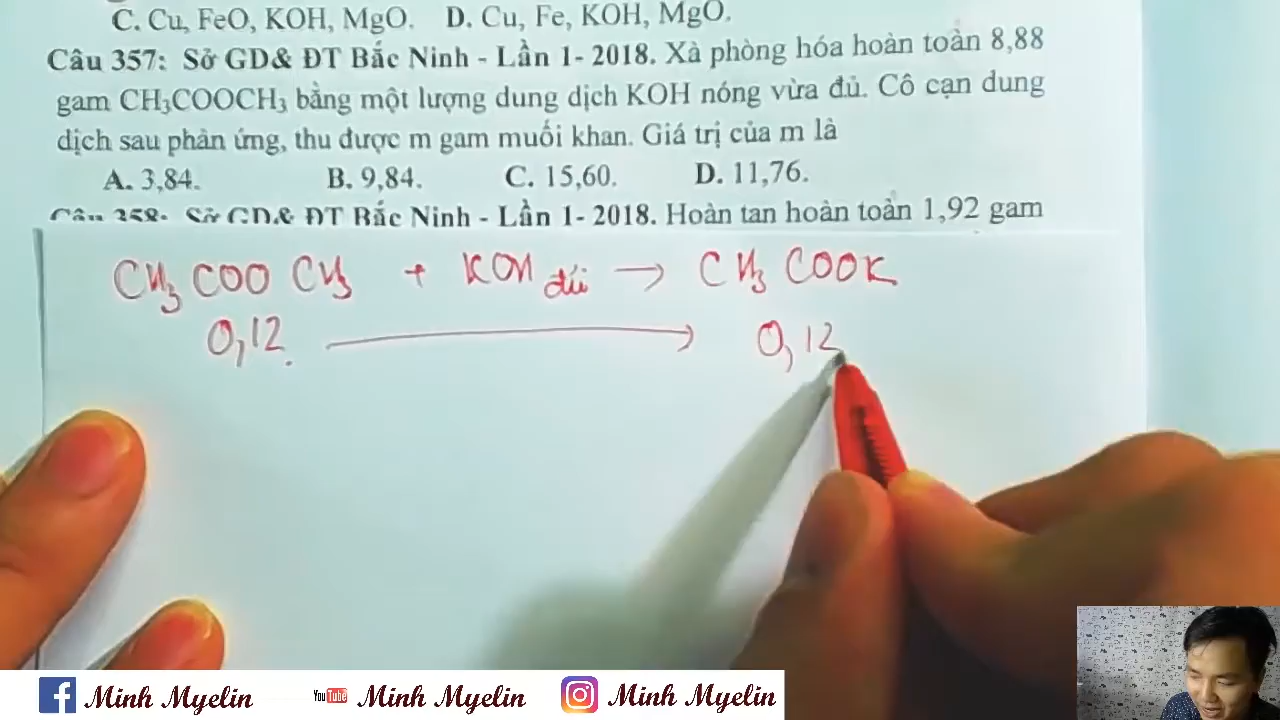 C. Cu, FeO, KOH, MgO. D. Cu, Fe, KOH, MgO.
Câu 357: Sở GD& ĐT Bắc Ninh - Lần 1- 2018. Xà phòng hóa hoàn toàn 8,88
gam CH₃COOCH₃ bằng một lượng dung dịch KOH nóng vừa đủ. Cô cạn dung
dịch sau phản ứng, thu được m gam muối khan. Giá trị của m là
A. 3,84. B. 9,84. C. 15,60. D. 11,76.
Câu 358: Sở GD& ĐT Bắc Ninh - Lần 1- 2018. Hoàn tan hoàn toàn 1,92 gam
CH₃COOCH₃ + KOH đủ → CH₃COOK
0,12 → 0,12
Minh Myelin YouTube Minh Myelin Minh Myelin